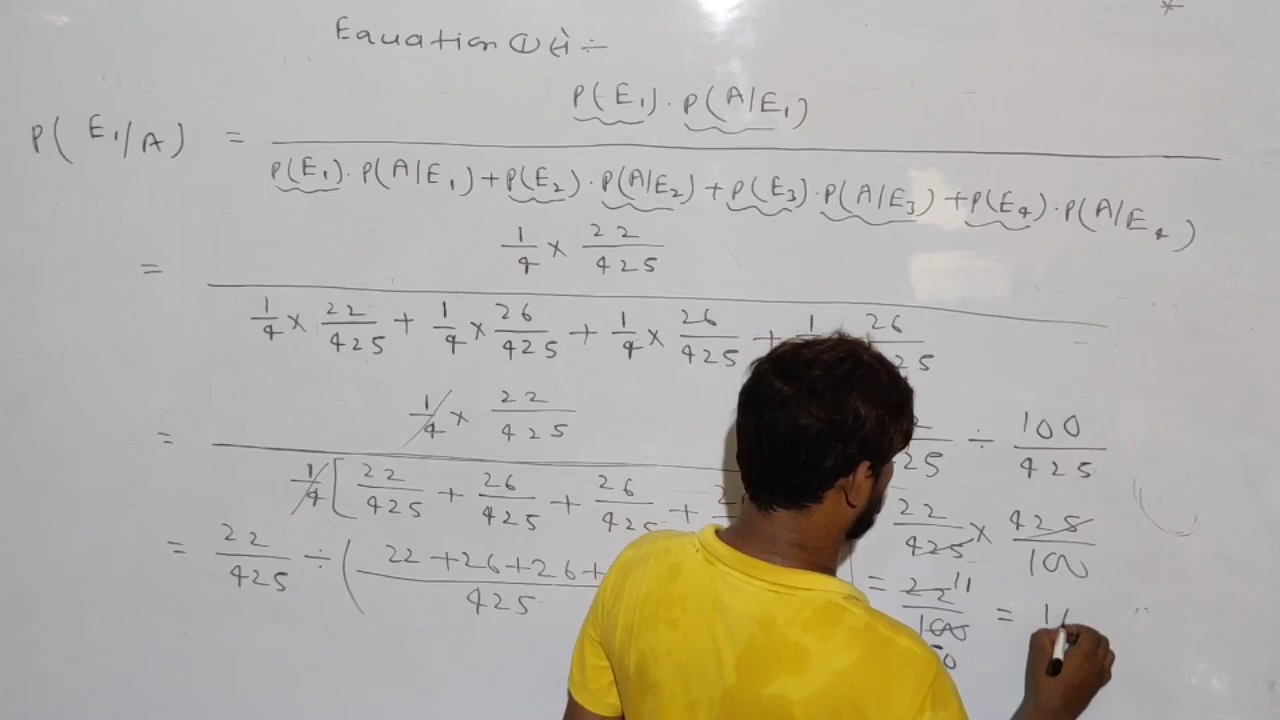 Equation ① (i) :-
P(E₁) . P(A|E₁)
P(E₁/A) =
P(E₁) . P(A|E₁) + P(E₂) . P(A|E₂) + P(E₃) . P(A|E₃) + P(E₄) . P(A|E₄)
1/4 × 22/425
=
1/4 × 22/425 + 1/4 × 26/425 + 1/4 × 26/425 + 1 26
1/4 × 22/425
=
1/4 [ 22/425 + 26/425 + 26/425 +
÷ 100/425
22/425 × 425/100
= 22/425 ÷ ( 22+26+26+
425
= 22 11
100 50
=